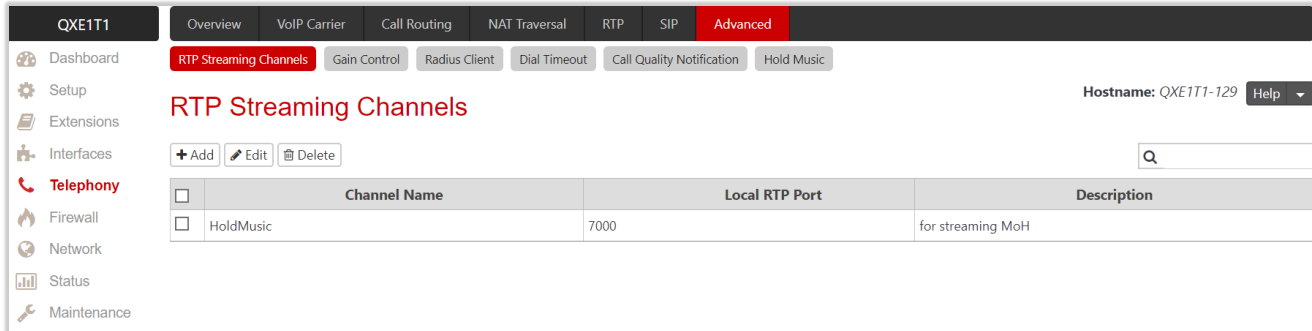 QXE1T1
Overview VoIP Carrier Call Routing NAT Traversal RTP SIP Advanced
Dashboard
Setup
Extensions
Interfaces
Telephony
Firewall
Network
Status
Maintenance
RTP Streaming Channels Gain Control Radius Client Dial Timeout Call Quality Notification Hold Music
Hostname: QXE1T1-129 Help
RTP Streaming Channels
Add Edit Delete
Channel Name Local RTP Port Description
HoldMusic 7000 for streaming MoH